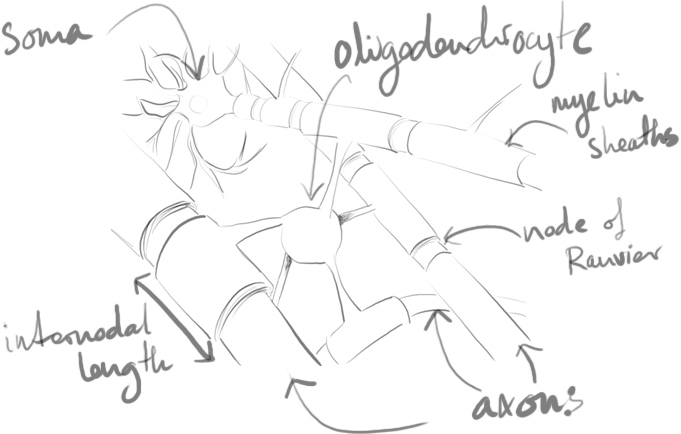 soma
oligodendrocyte
myelin
sheaths
node of
Ranvier
internodal
length
axons